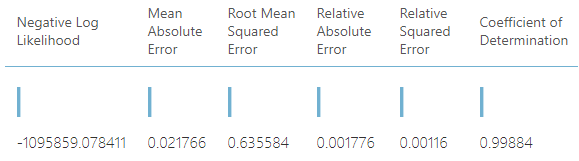 Negative Log Likelihood
Mean Absolute Error
Root Mean Squared Error
Relative Absolute Error
Relative Squared Error
Coefficient of Determination
-1095859.078411 0.021766 0.635584 0.001776 0.00116 0.99884